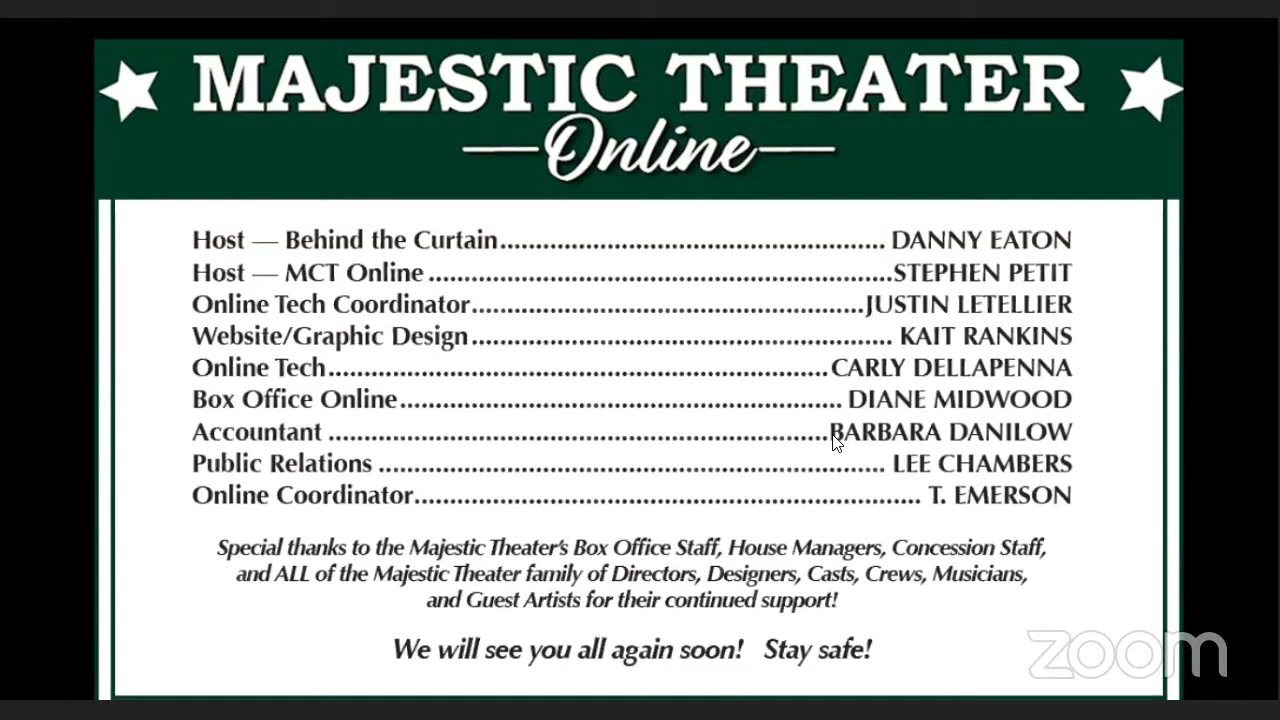 MAJESTIC THEATER
Online
Host — Behind the Curtain...................................................... DANNY EATON
Host — MCT Online .................................................................STEPHEN PETIT
Online Tech Coordinator.......................................................JUSTIN LETELLIER
Website/Graphic Design........................................................... KAIT RANKINS
Online Tech......................................................................CARLY DELLAPENNA
Box Office Online.............................................................. DIANE MIDWOOD
Accountant ......................................................................BARBARA DANILOW
Public Relations ....................................................................... LEE CHAMBERS
Online Coordinator....................................................................... T. EMERSON
Special thanks to the Majestic Theater's Box Office Staff, House Managers, Concession Staff,
and ALL of the Majestic Theater family of Directors, Designers, Casts, Crews, Musicians,
and Guest Artists for their continued support!
We will see you all again soon! Stay safe!
zoom